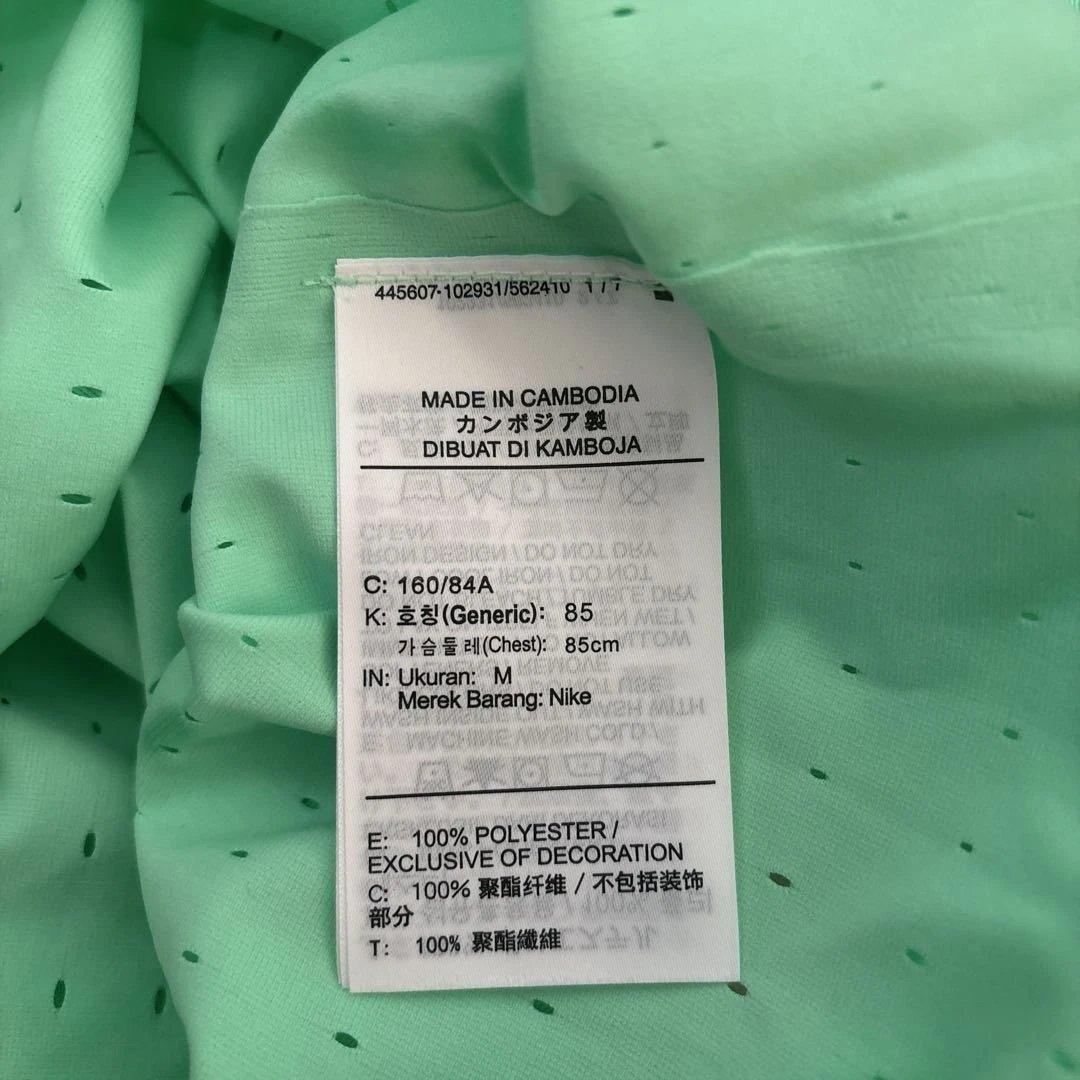 445607-102931/562410 1 / 7
MADE IN CAMBODIA
カンボジア製
DIBUAT DI KAMBOJA
C: 160/84A
K: 호칭(Generic): 85
가슴둘레(Chest): 85cm
IN: Ukuran: M
Merek Barang: Nike
E: 100% POLYESTER /
EXCLUSIVE OF DECORATION
C: 100% 聚酯纤维 / 不包括装饰
部分
T: 100% 聚酯纖維